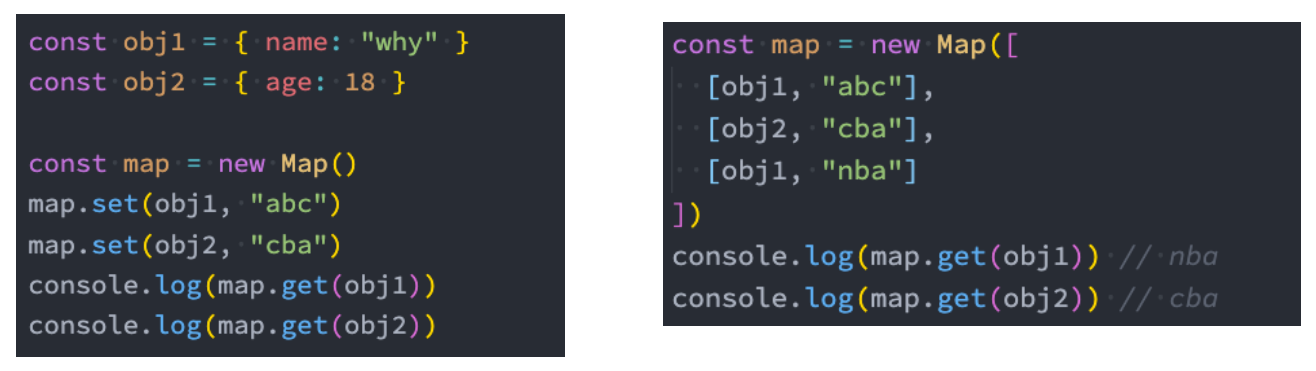 const obj1 = { name: "why" }
const obj2 = { age: 18 }
const map = new Map()
map.set(obj1, "abc")
map.set(obj2, "cba")
console.log(map.get(obj1))
console.log(map.get(obj2))
const map = new Map([
  [obj1, "abc"],
  [obj2, "cba"],
  [obj1, "nba"]
])
console.log(map.get(obj1)) // nba
console.log(map.get(obj2)) // cba